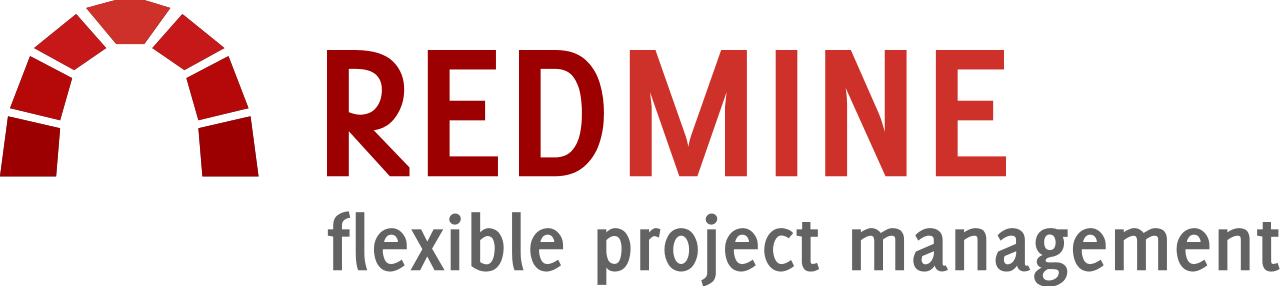 REDMINE
flexible project management